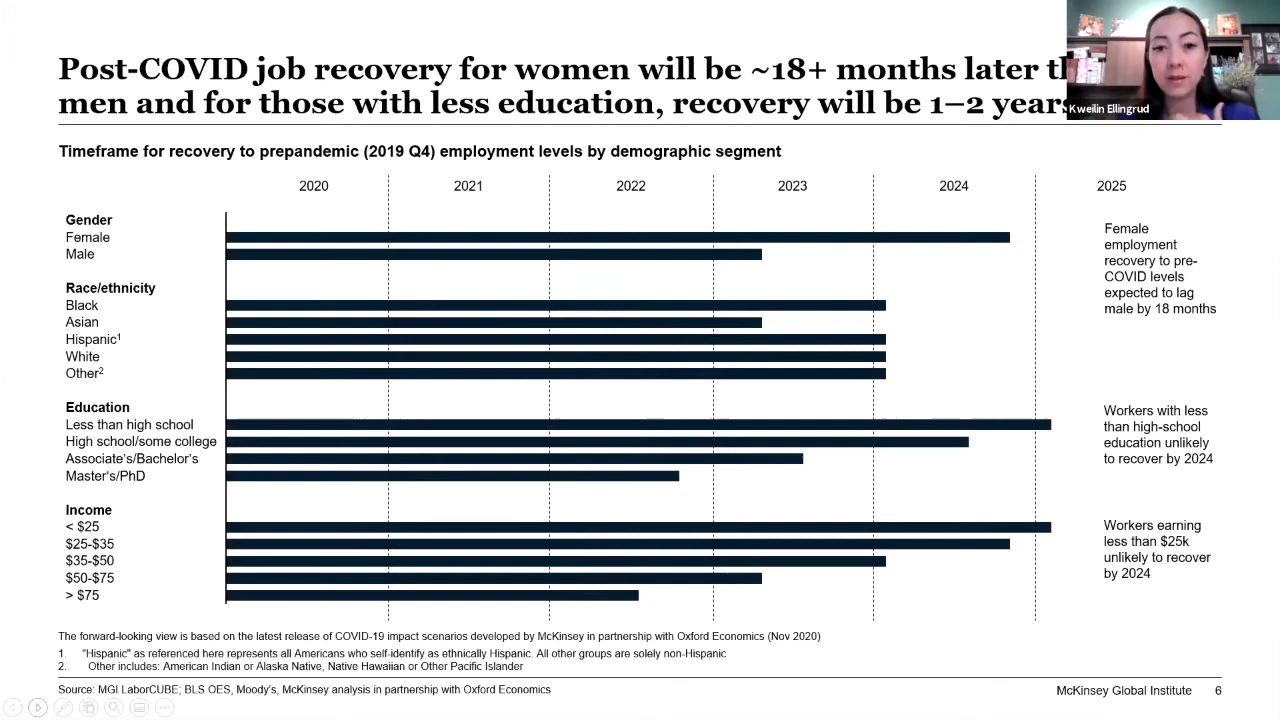 Post-COVID job recovery for women will be ~18+ months later
men and for those with less education, recovery will be 1–2 years
Kweilin Ellingrud
Timeframe for recovery to prepandemic (2019 Q4) employment levels by demographic segment
2020 2021 2022 2023 2024 2025
Gender
Female
Male
Female
employment
recovery to pre-
COVID levels
expected to lag
male by 18 months
Race/ethnicity
Black
Asian
Hispanic¹
White
Other²
Education
Less than high school
High school/some college
Associate's/Bachelor's
Master's/PhD
Workers with less
than high-school
education unlikely
to recover by 2024
Income
< $25
$25-$35
$35-$50
$50-$75
> $75
Workers earning
less than $25k
unlikely to recover
by 2024
The forward-looking view is based on the latest release of COVID-19 impact scenarios developed by McKinsey in partnership with Oxford Economics (Nov 2020)
1. "Hispanic" as referenced here represents all Americans who self-identify as ethnically Hispanic. All other groups are solely non-Hispanic
2. Other includes: American Indian or Alaska Native, Native Hawaiian or Other Pacific Islander
Source: MGI LaborCUBE; BLS OES, Moody's, McKinsey analysis in partnership with Oxford Economics
McKinsey Global Institute 6